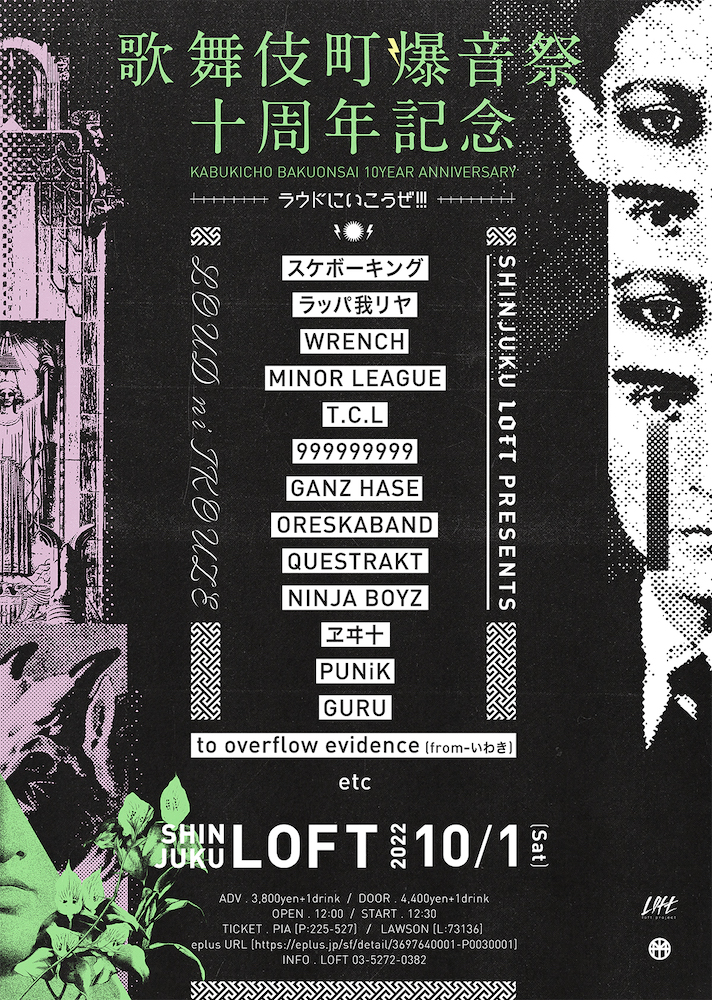 歌舞伎町爆音祭
十周年記念
KABUKICHO BAKUONSAI 10YEAR ANNIVERSARY
ラウドにいこうぜ!!!
LOUD ni IKOUZE
スケボーキング
ラッパ我リヤ
WRENCH
MINOR LEAGUE
T.C.L
999999999
GANZ HASE
ORESKABAND
QUESTRAKT
NINJA BOYZ
ヱヰ十
PUNiK
GURU
to overflow evidence (from-いわき)
etc
SHINJUKU LOFT PRESENTS
SHINJUKU LOFT 2022 10/1 (Sat)
ADV . 3,800yen+1drink / DOOR . 4,400yen+1drink
OPEN . 12:00 / START . 12:30
TICKET . PIA [P:225-527] / LAWSON [L:73136]
eplus URL [https://eplus.jp/sf/detail/3697640001-P0030001]
INFO . LOFT 03-5272-0382
LOFT
loft project